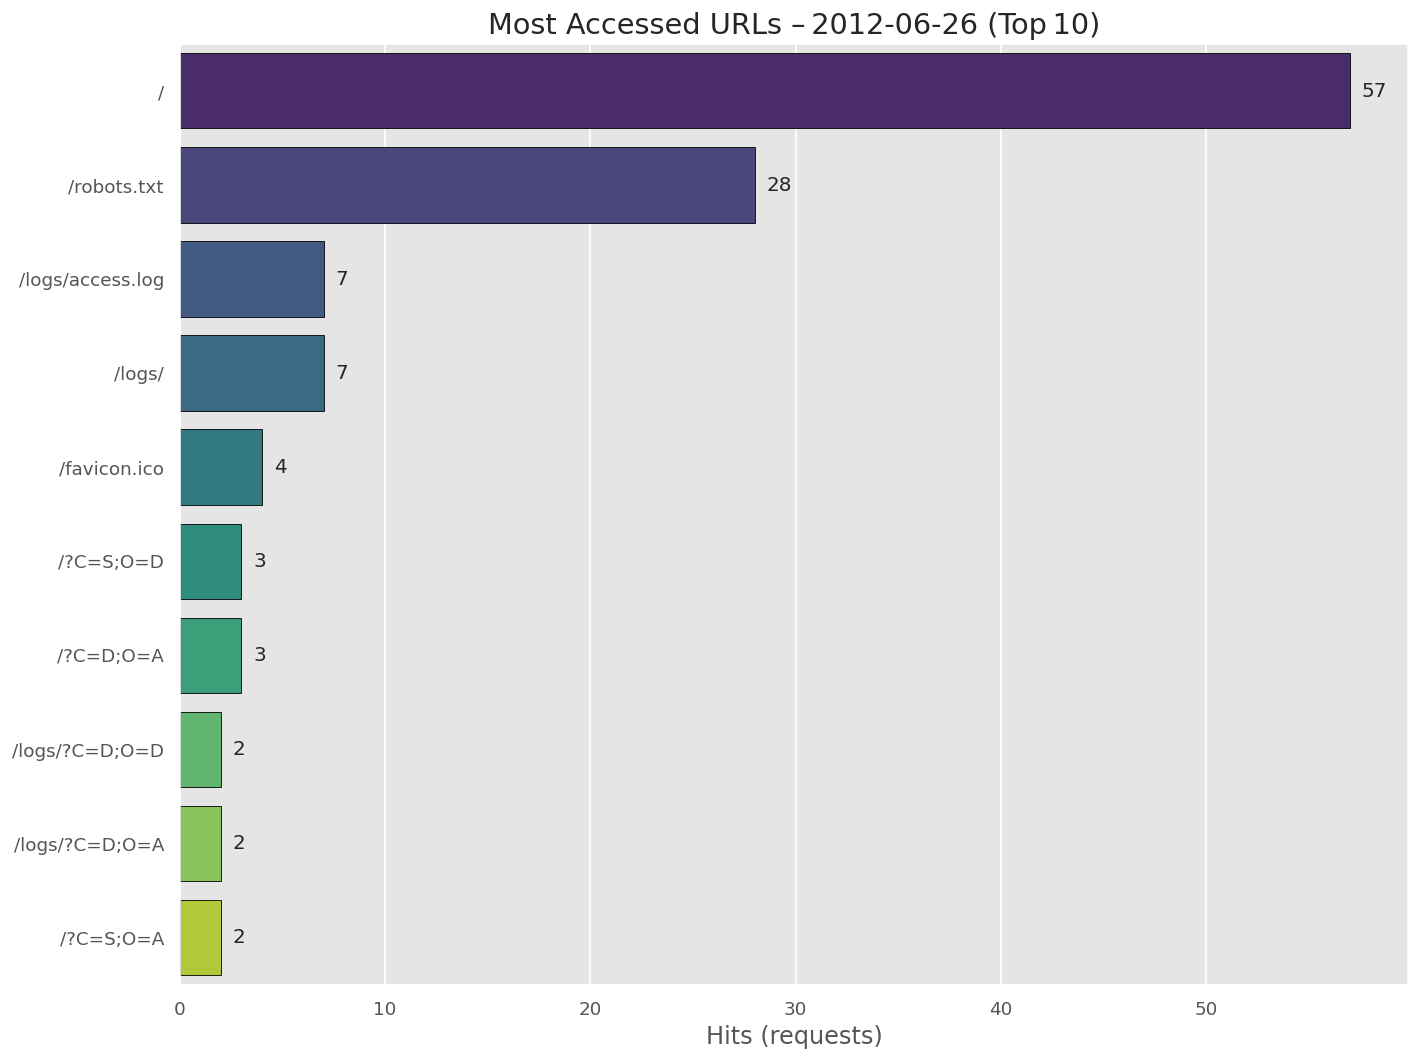 Most Accessed URLs – 2012-06-26 (Top 10)
/ 57
/robots.txt 28
/logs/access.log 7
/logs/ 7
/favicon.ico 4
/?C=S;O=D 3
/?C=D;O=A 3
/logs/?C=D;O=D 2
/logs/?C=D;O=A 2
/?C=S;O=A 2
0 10 20 30 40 50
Hits (requests)